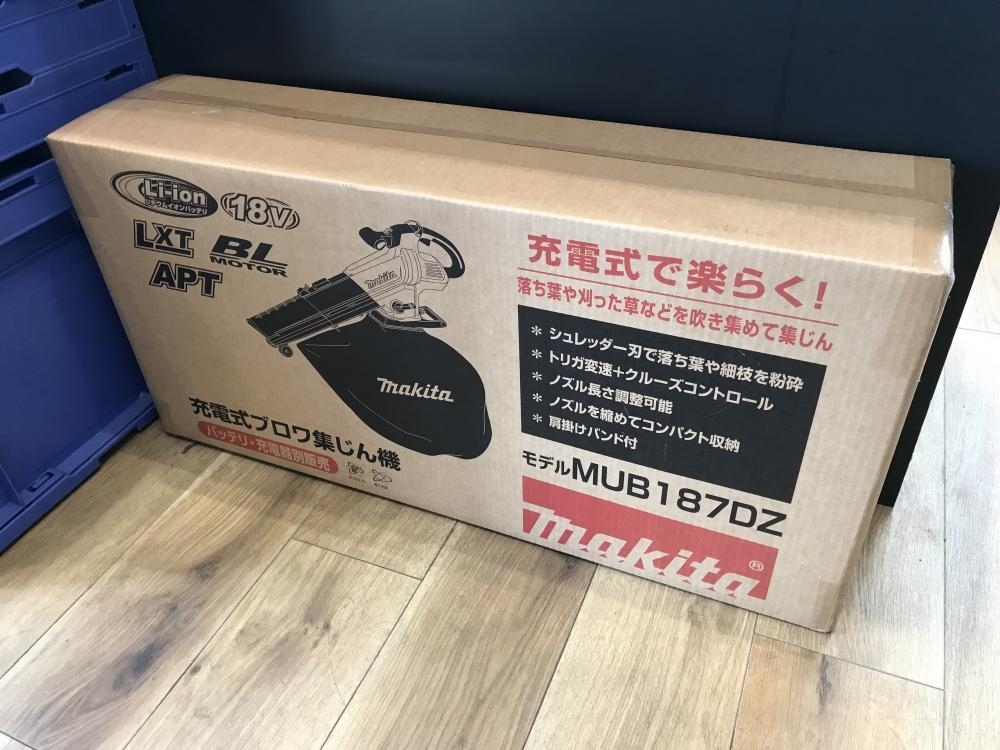 Li-ion
リチウムイオンバッテリ
18V
LXT
BL
MOTOR
APT
makita
makita
充電式ブロワ集じん機
バッテリ・充電器別販売
充電式で楽らく!
落ち葉や刈った草などを吹き集めて集じん
* シュレッダー刃で落ち葉や細枝を粉砕
* トリガ変速+クルーズコントロール
* ノズル長さ調整可能
* ノズルを縮めてコンパクト収納
* 肩掛けバンド付
モデルMUB187DZ
makita®